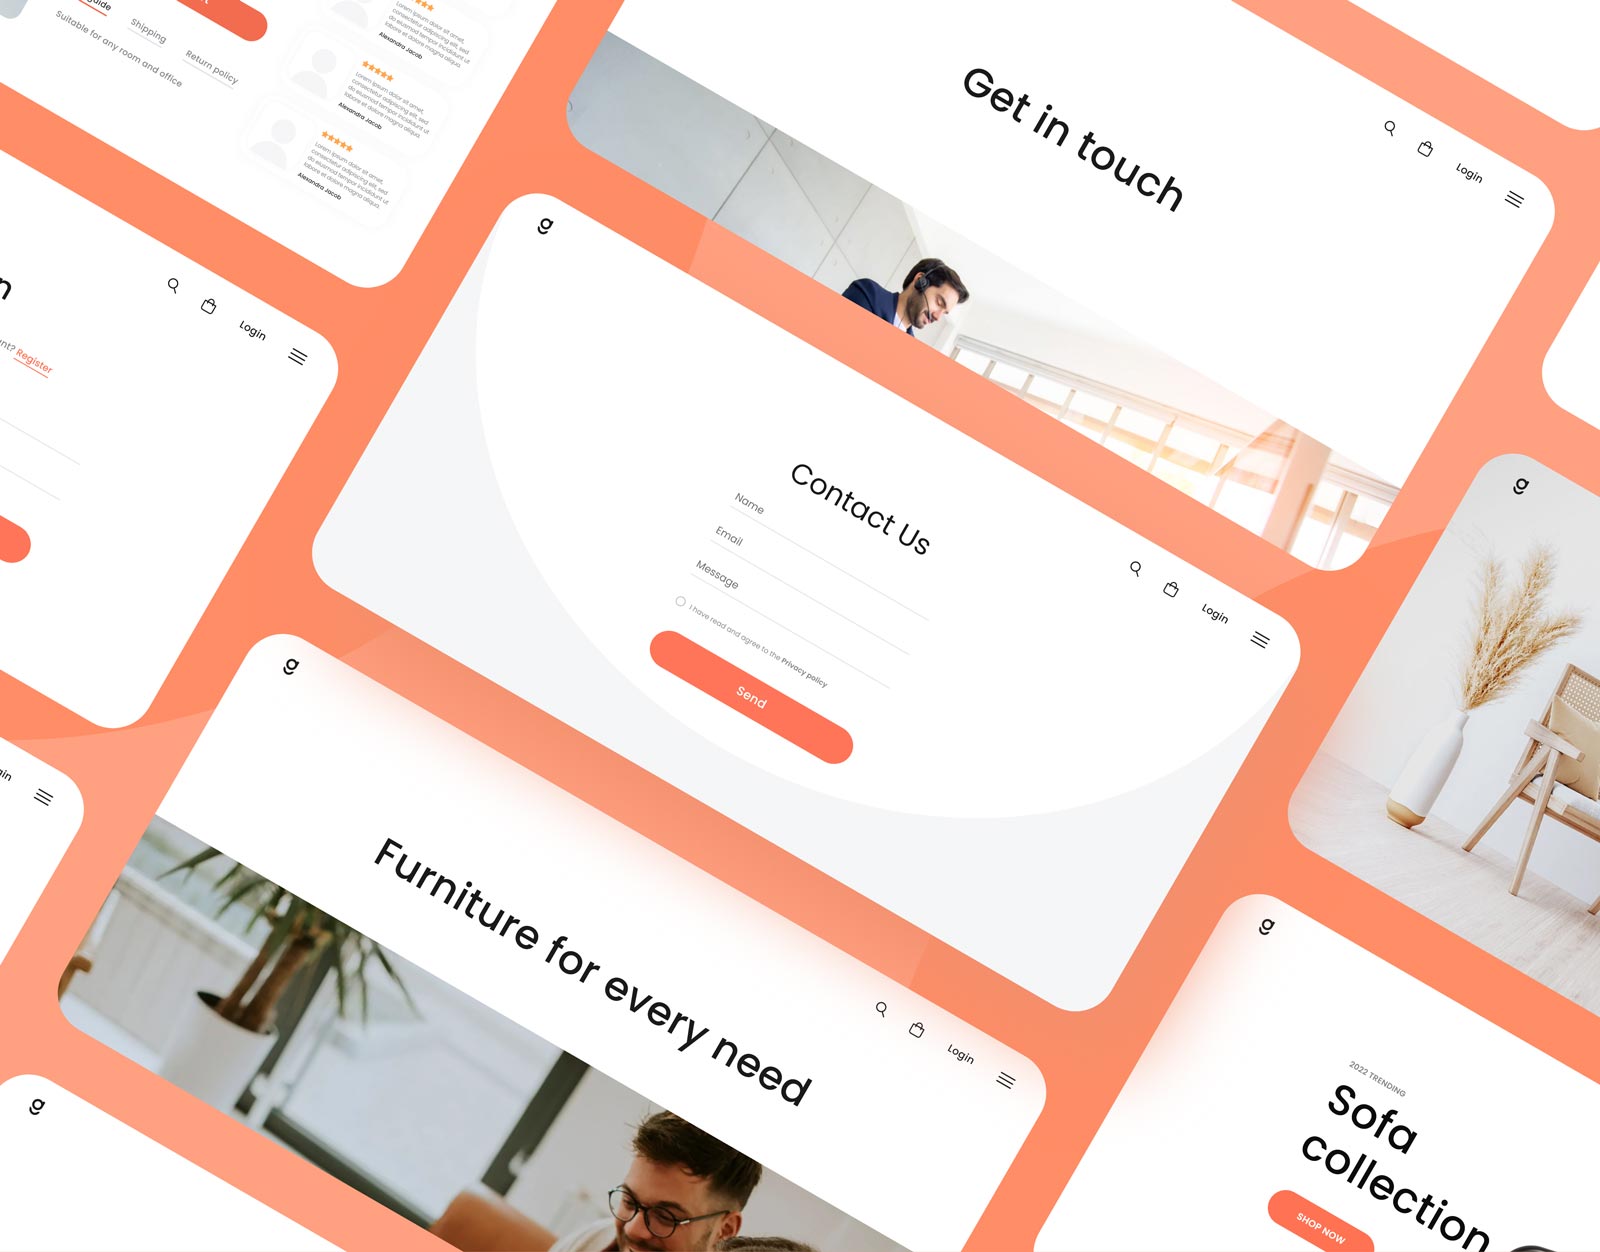 guide
Shipping
Return policy
Suitable for any room and office
Lorem ipsum dolor sit amet,
consectetur adipiscing elit, sed
do eiusmod tempor incididunt ut
labore et dolore magna aliqua.
Alexandra Jacob
Lorem ipsum dolor sit amet,
consectetur adipiscing elit, sed
do eiusmod tempor incididunt ut
labore et dolore magna aliqua.
Alexandra Jacob
Lorem ipsum dolor sit amet,
consectetur adipiscing elit, sed
do eiusmod tempor incididunt ut
labore et dolore magna aliqua.
Alexandra Jacob
Get in touch
Login
Login
Register
g
Contact Us
Name
Email
Message
I have read and agree to the Privacy policy
Send
Login
g
Furniture for every need
Login
g
g
2022 TRENDING
Sofa
collection
SHOP NOW
g